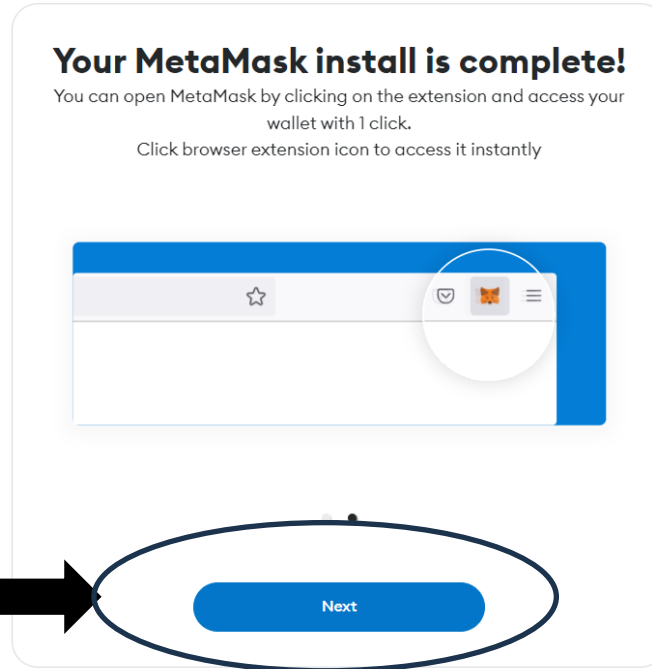 Your MetaMask install is complete!
You can open MetaMask by clicking on the extension and access your
wallet with 1 click.
Click browser extension icon to access it instantly
Next